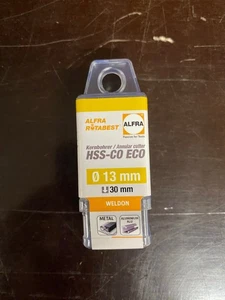 ALFRA
ROTABEST
ALFRA
Kernbohrer / Annular cutter
HSS-CO ECO
Ø 13 mm
30 mm
WELDON
METAL